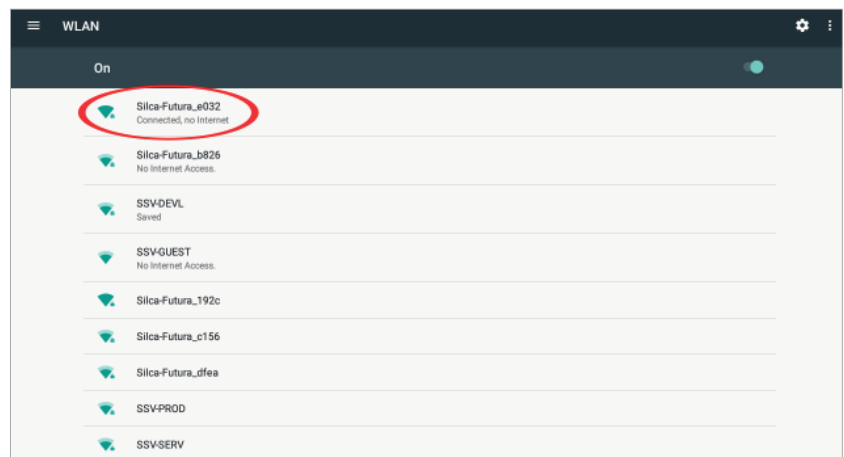 WLAN
On
Silca-Futura_e032
Connected, no Internet
Silca-Futura_b826
No Internet Access.
SSV-DEVL
Saved
SSV-GUEST
No Internet Access.
Silca-Futura_192c
Silca-Futura_c156
Silca-Futura_dfea
SSV-PROD
SSV-SERV